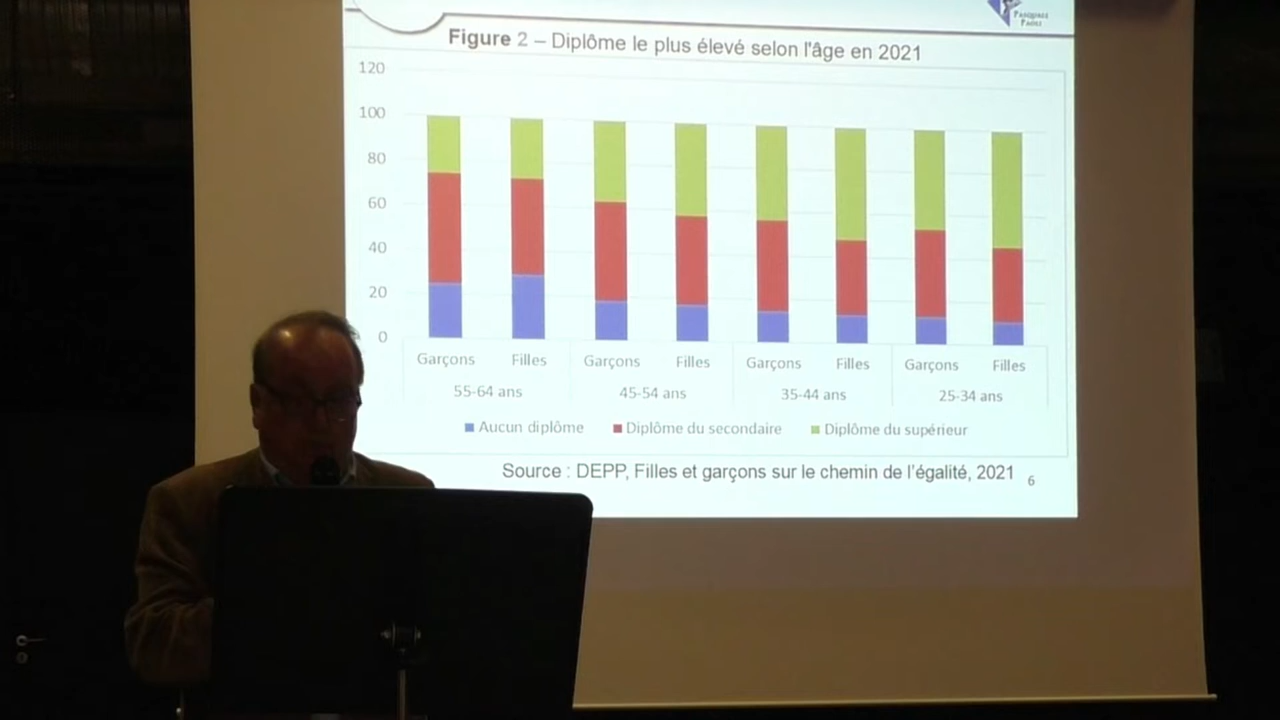 PASQUALE
PAOLI
Figure 2 – Diplôme le plus élevé selon l'âge en 2021
120
100
80
60
40
20
0
Garçons Filles Garçons Filles Garçons Filles Garçons Filles
55-64 ans 45-54 ans 35-44 ans 25-34 ans
Aucun diplôme Diplôme du secondaire Diplôme du supérieur
Source : DEPP, Filles et garçons sur le chemin de l'égalité, 2021
6